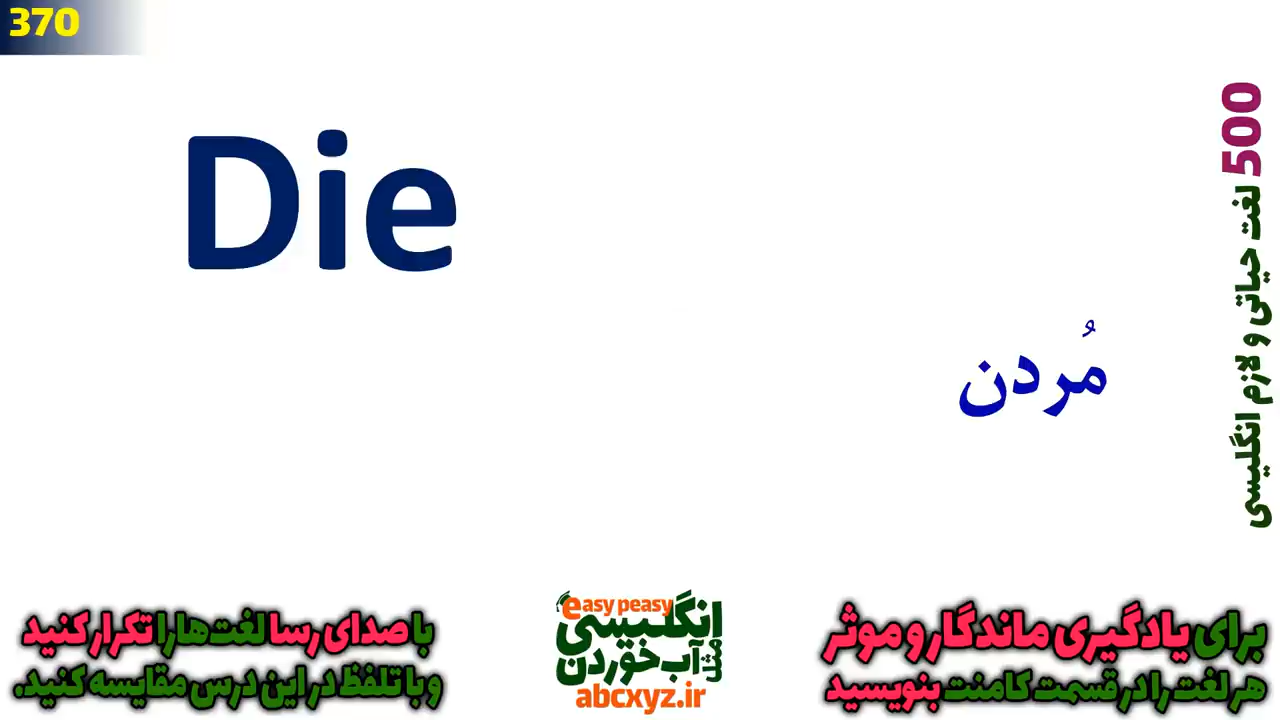 370
Die
مُردن
500 لغت حیاتی و لازم انگلیسی
با صدای رسا لغت‌ها را تکرار کنید
و با تلفظ در این درس مقایسه کنید.
easy peasy
انگلیسی
مثل آب خوردن
abcxyz.ir
برای یادگیری ماندگار و موثر
هر لغت را در قسمت کامنت بنویسید